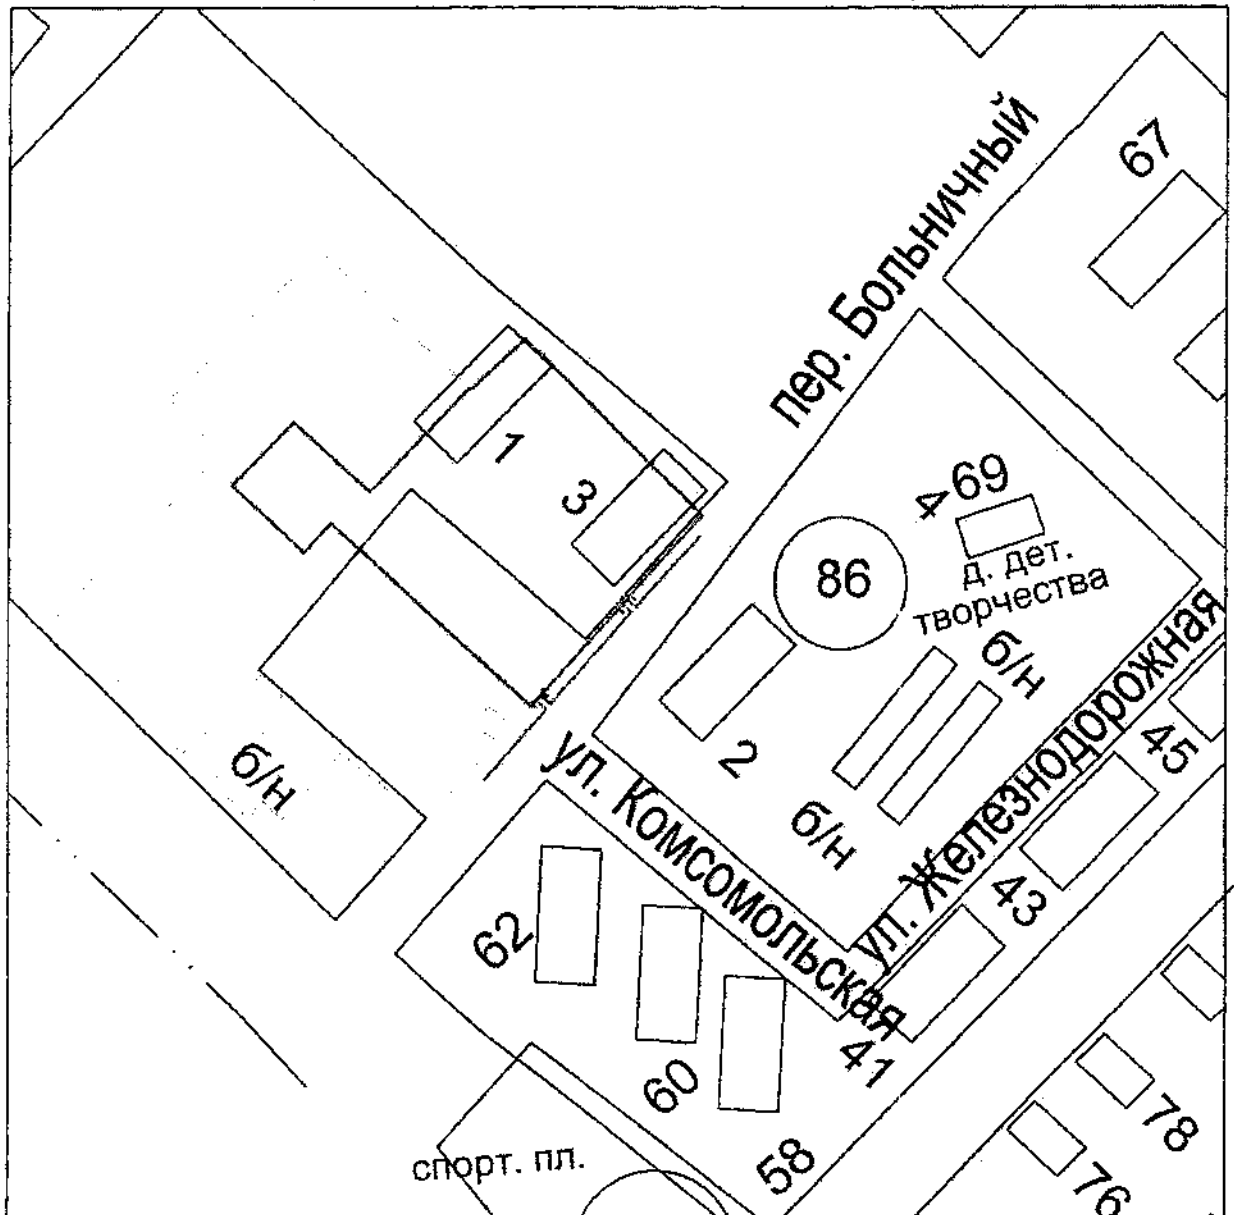 67
пер. Больничный
1
3
4
69
д. дет.
творчества
86
б/н
2
б/н
б/н
ул. Комсомольская
ул. Железнодорожная
45
43
41
62
60
58
78
76
спорт. пл.